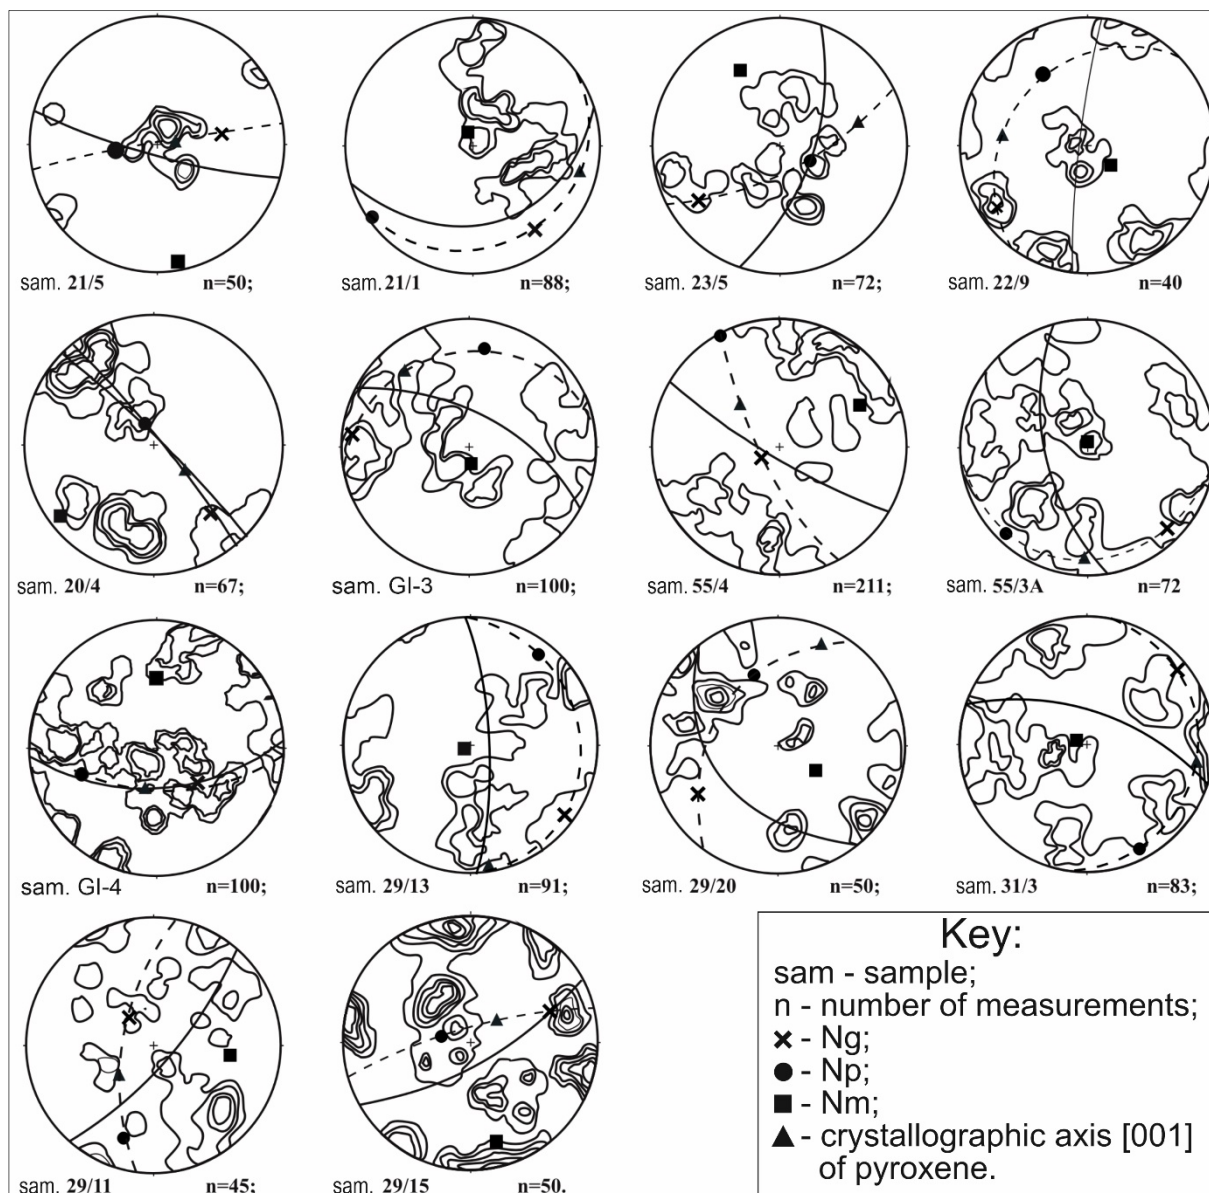 sam. 21/5 n=50;
sam. 21/1 n=88;
sam. 23/5 n=72;
sam. 22/9 n=40
sam. 20/4 n=67;
sam. GI-3 n=100;
sam. 55/4 n=211;
sam. 55/3A n=72
sam. GI-4 n=100;
sam. 29/13 n=91;
sam. 29/20 n=50;
sam. 31/3 n=83;
sam. 29/11 n=45;
sam. 29/15 n=50.
Key:
sam - sample;
n - number of measurements;
- Ng;
- Np;
- Nm;
- crystallographic axis [001]
of pyroxene.